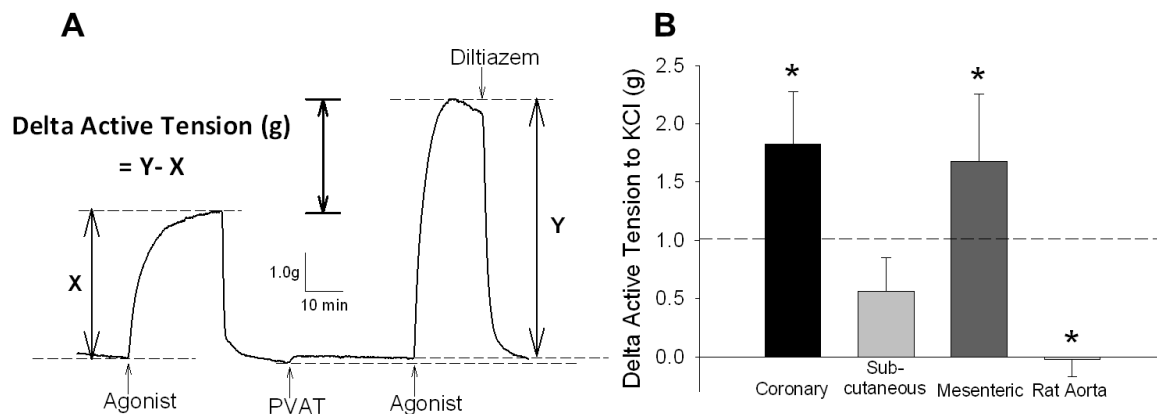 A
Diltiazem
Delta Active Tension (g)
= Y- X
X
Y
1.0g
10 min
Agonist
PVAT
Agonist
B
Delta Active Tension to KCl (g)
2.5
2.0
1.5
1.0
0.5
0.0
*
*
*
Coronary
Sub-
cutaneous
Mesenteric
Rat Aorta